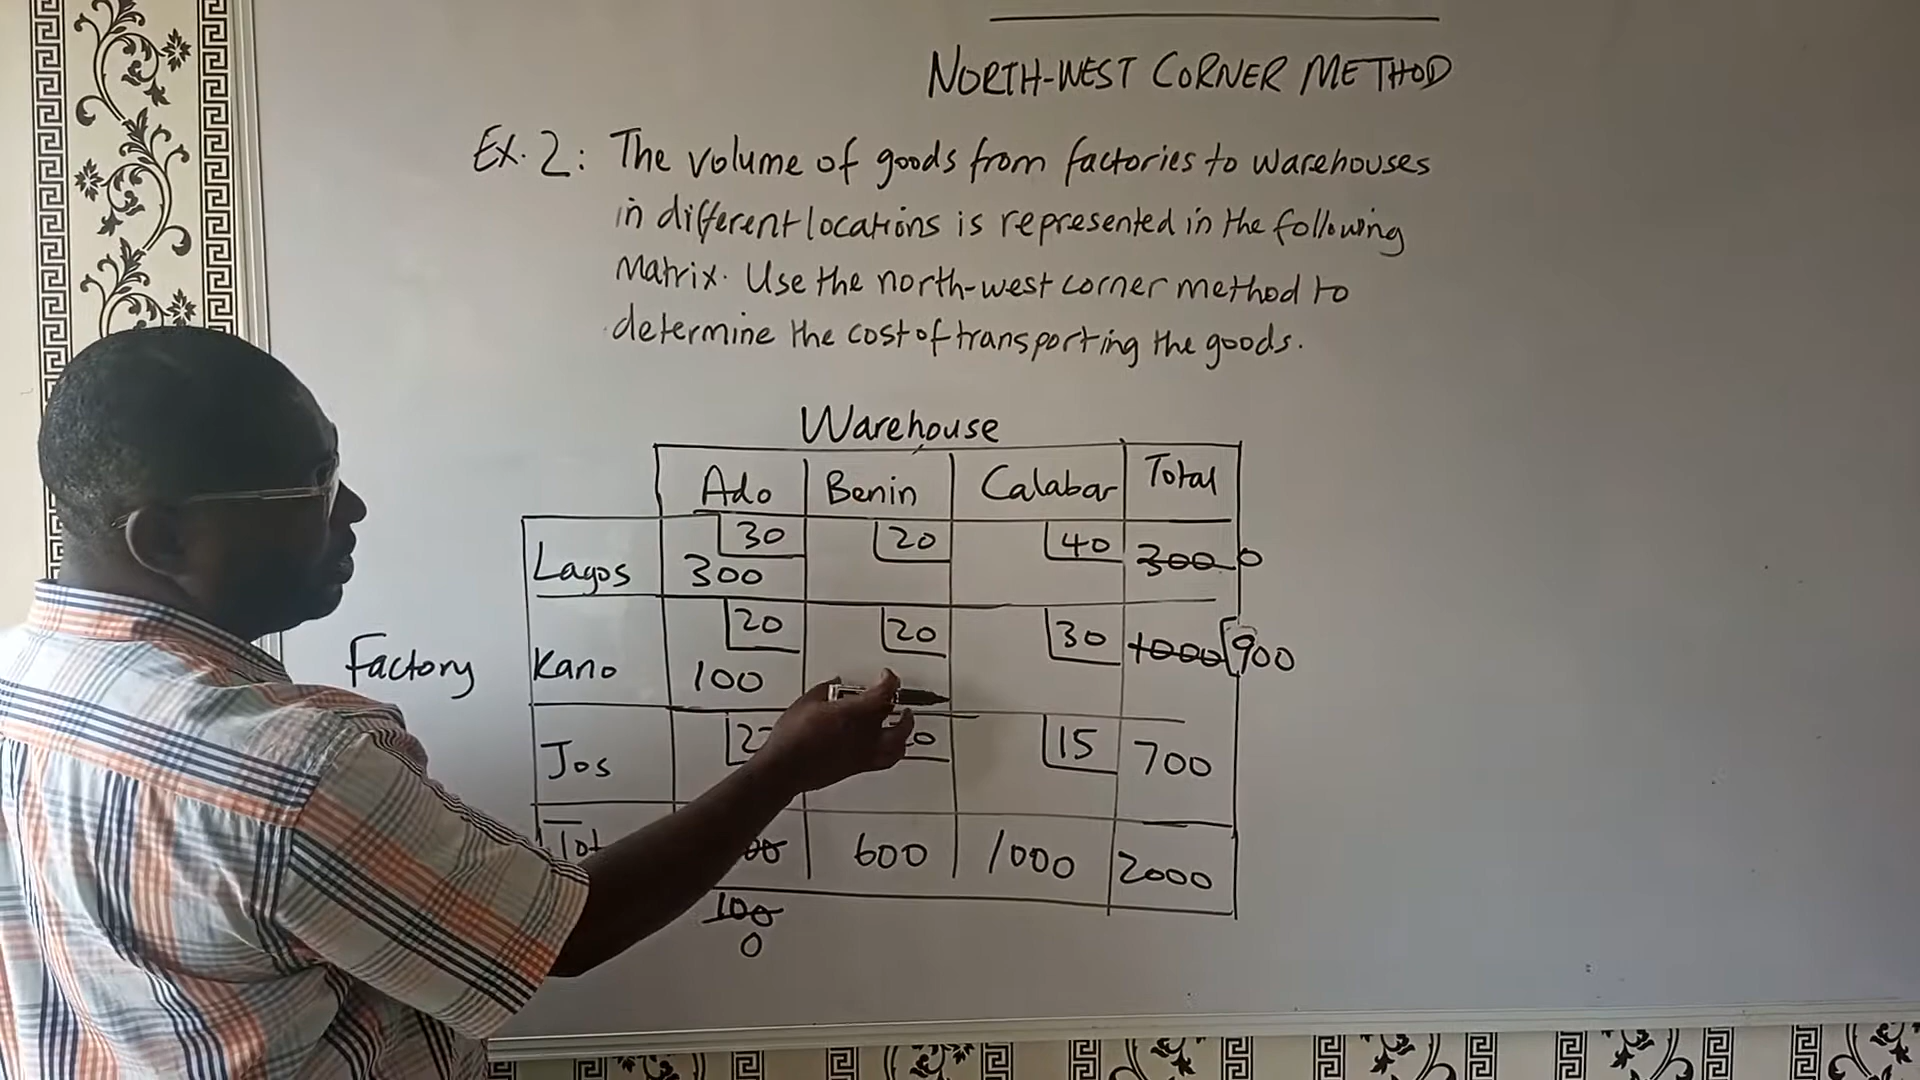 NORTH-WEST CORNER METHOD
Ex. 2: The volume of goods from factories to warehouses
in different locations is represented in the following
matrix. Use the north-west corner method to
determine the cost of transporting the goods.
Warehouse
Ado Benin Calabar Total
30 20 40
Lagos 300 300 0
20 20 30
Factory Kano 100 1000 900
15
Jos 700
600 1000 2000
100
0